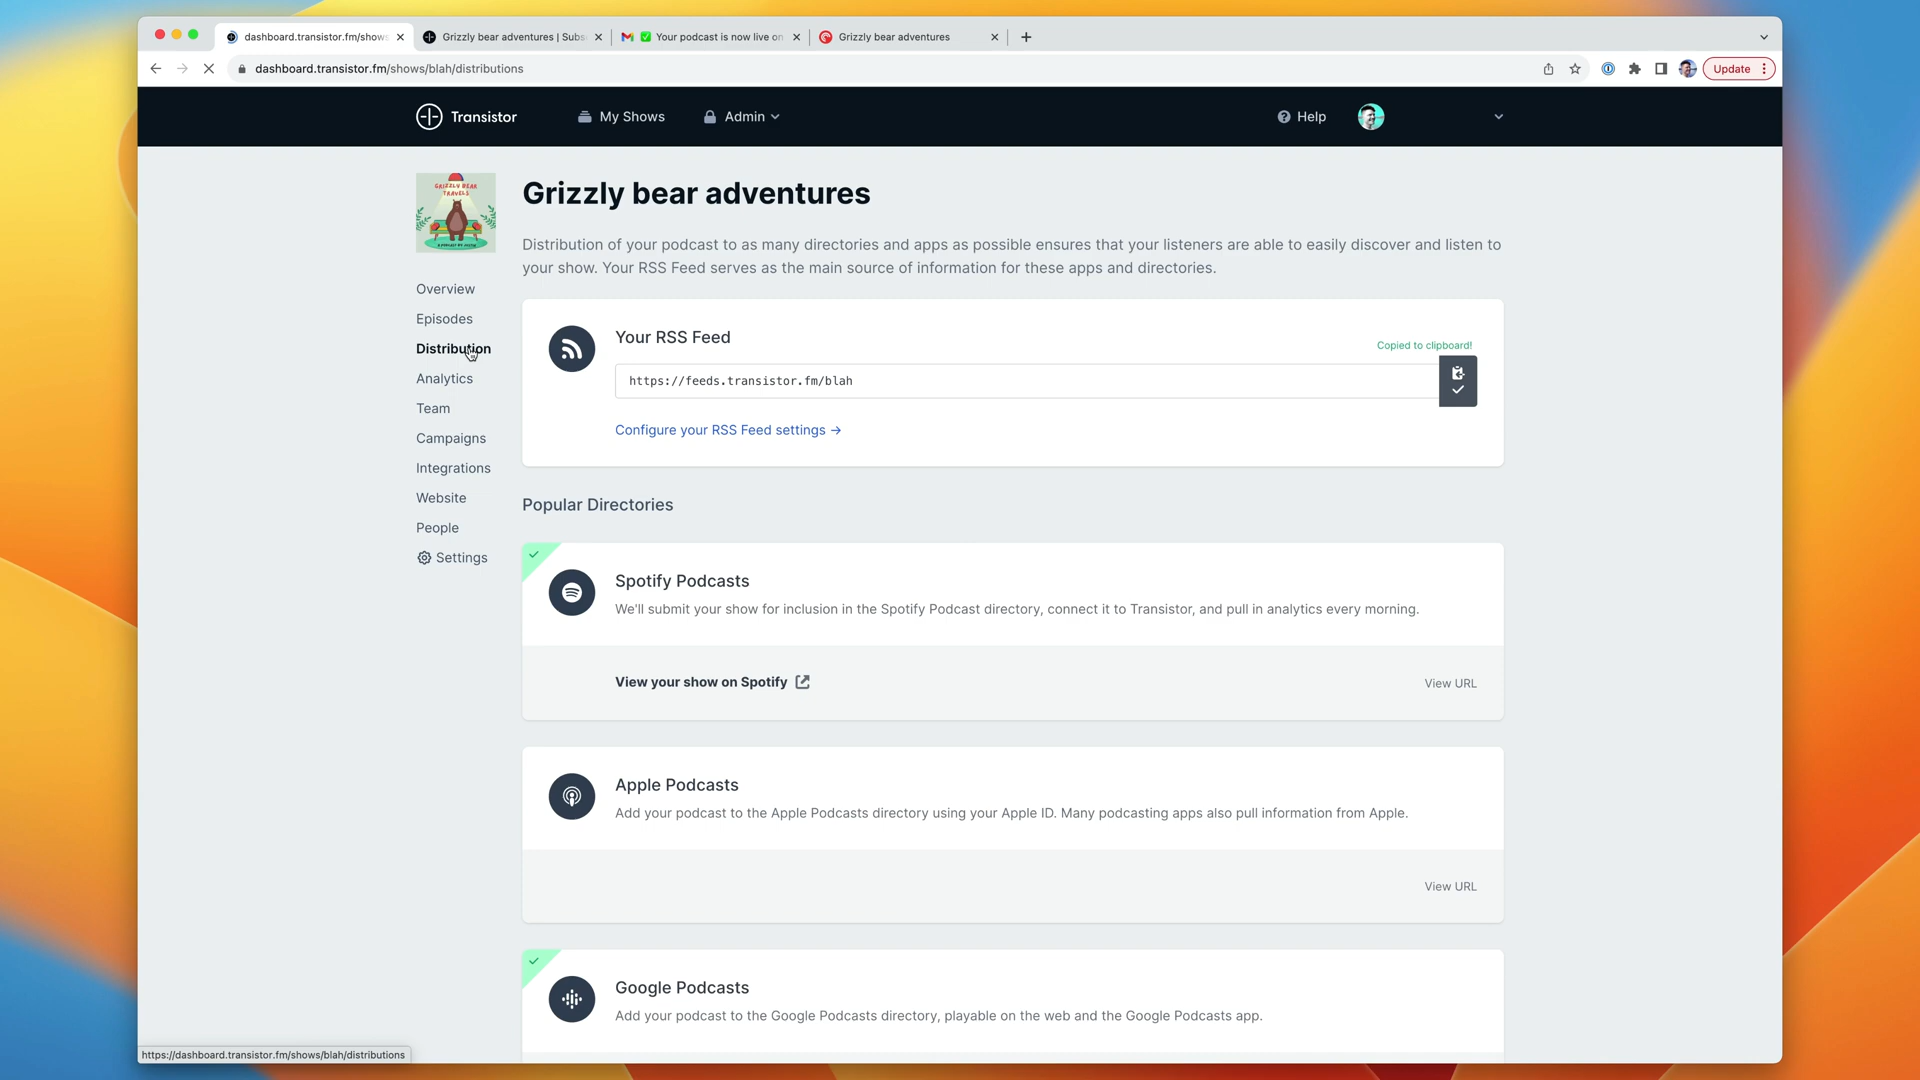 dashboard.transistor.fm/shows
Grizzly bear adventures | Subs
Your podcast is now live on
Grizzly bear adventures
dashboard.transistor.fm/shows/blah/distributions
Update
Transistor
My Shows
Admin
Help
GRIZZLY BEAR
TRAVELS
Grizzly bear adventures
Distribution of your podcast to as many directories and apps as possible ensures that your listeners are able to easily discover and listen to
your show. Your RSS Feed serves as the main source of information for these apps and directories.
Overview
Episodes
Distribution
Analytics
Team
Campaigns
Integrations
Website
People
Settings
Your RSS Feed
Copied to clipboard!
https://feeds.transistor.fm/blah
Configure your RSS Feed settings →
Popular Directories
Spotify Podcasts
We'll submit your show for inclusion in the Spotify Podcast directory, connect it to Transistor, and pull in analytics every morning.
View your show on Spotify
View URL
Apple Podcasts
Add your podcast to the Apple Podcasts directory using your Apple ID. Many podcasting apps also pull information from Apple.
View URL
Google Podcasts
Add your podcast to the Google Podcasts directory, playable on the web and the Google Podcasts app.
https://dashboard.transistor.fm/shows/blah/distributions